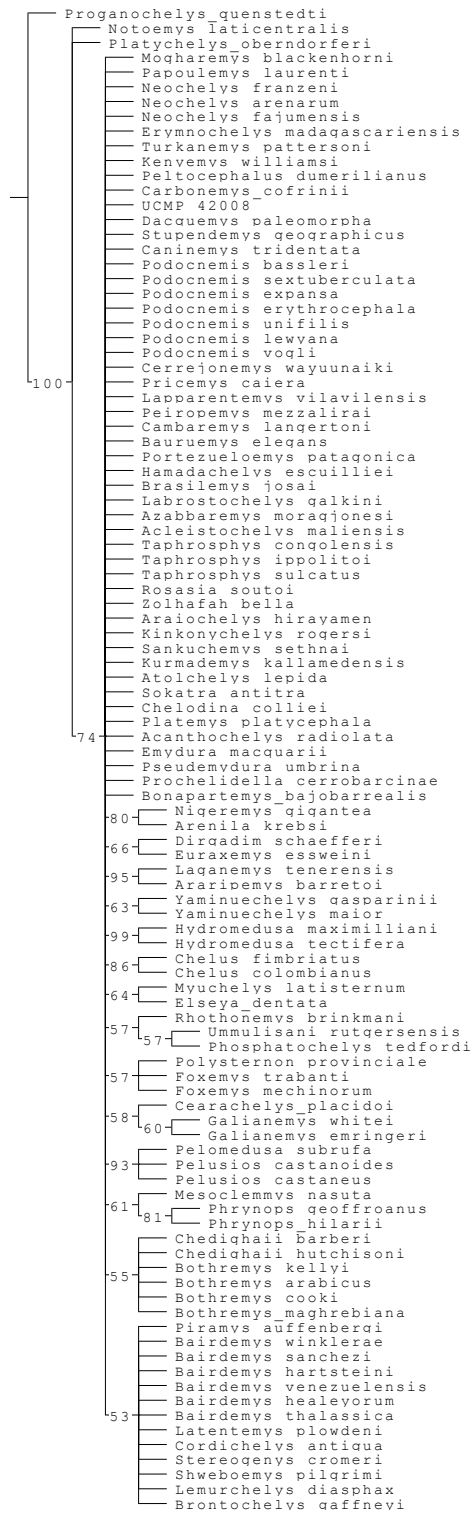 Proganochelys_quenstedti
Notoemys laticentralis
Platychelys_oberndorferi
Mogharemys blackenhorni
Papoulemys laurenti
Neochelys franzeni
Neochelys arenarum
Neochelys fajumensis
Erymnochelys madagascariensis
Turkanemys pattersoni
Kenyemys williamsi
Peltocephalus dumerilianus
Carbonemys_cofrinii
UCMP 42008
Dacquemys paleomorpha
Stupendemys geographicus
Caninemys tridentata
Podocnemis bassleri
Podocnemis sextuberculata
Podocnemis expansa
Podocnemis erythrocephala
Podocnemis unifilis
Podocnemis lewyana
Podocnemis vogli
Cerrejonemys wayuunaiki
100
Pricemys caiera
Lapparentemys vilavilensis
Peiropemys mezzalirai
Cambaremys langertoni
Bauruemys elegans
Portezueloemys patagonica
Hamadachelys escuilliei
Brasilemys josai
Labrostochelys galkini
Azabbaremys moragjonesi
Acleistochelys maliensis
Taphrosphys congolensis
Taphrosphys ippolitoi
Taphrosphys sulcatus
Rosasia soutoi
Zolhafah bella
Araiochelys hirayamen
Kinkonychelys rogersi
Sankuchemys sethnai
Kurmademys kallamedensis
Atolchelys lepida
Sokatra antitra
Chelodina colliei
Platemys platycephala
74
Acanthochelys radiolata
Emydura macquarii
Pseudemydura umbrina
Prochelidella cerrobarcinae
Bonapartemys_bajobarrealis
Nigeremys gigantea
80
Arenila krebsi
Dirgadim schaefferi
66
Euraxemys essweini
Laganemys tenerensis
95
Araripemys barretoi
Yaminuechelys gasparinii
63
Yaminuechelys maior
Hydromedusa maximilliani
99
Hydromedusa tectifera
Chelus fimbriatus
86
Chelus colombianus
Myuchelys latisternum
64
Elseya_dentata
Rhothonemys brinkmani
57
Ummulisani rutgersensis
57
Phosphatochelys tedfordi
Polysternon provinciale
57
Foxemys trabanti
Foxemys mechinorum
Cearachelys_placidoi
58
Galianemys whitei
60
Galianemys emringeri
Pelomedusa subrufa
93
Pelusios castanoides
Pelusios castaneus
Mesoclemmys nasuta
61
Phrynops geoffroanus
81
Phrynops_hilarii
Chedighaii barberi
Chedighaii hutchisoni
Bothremys kellyi
55
Bothremys arabicus
Bothremys cooki
Bothremys_maghrebiana
Piramys auffenbergi
Bairdemys winklerae
Bairdemys sanchezi
Bairdemys hartsteini
Bairdemys venezuelensis
Bairdemys healeyorum
53
Bairdemys thalassica
Latentemys plowdeni
Cordichelys antiqua
Stereogenys cromeri
Shweboemys pilgrimi
Lemurchelys diasphax
Brontochelys gaffneyi